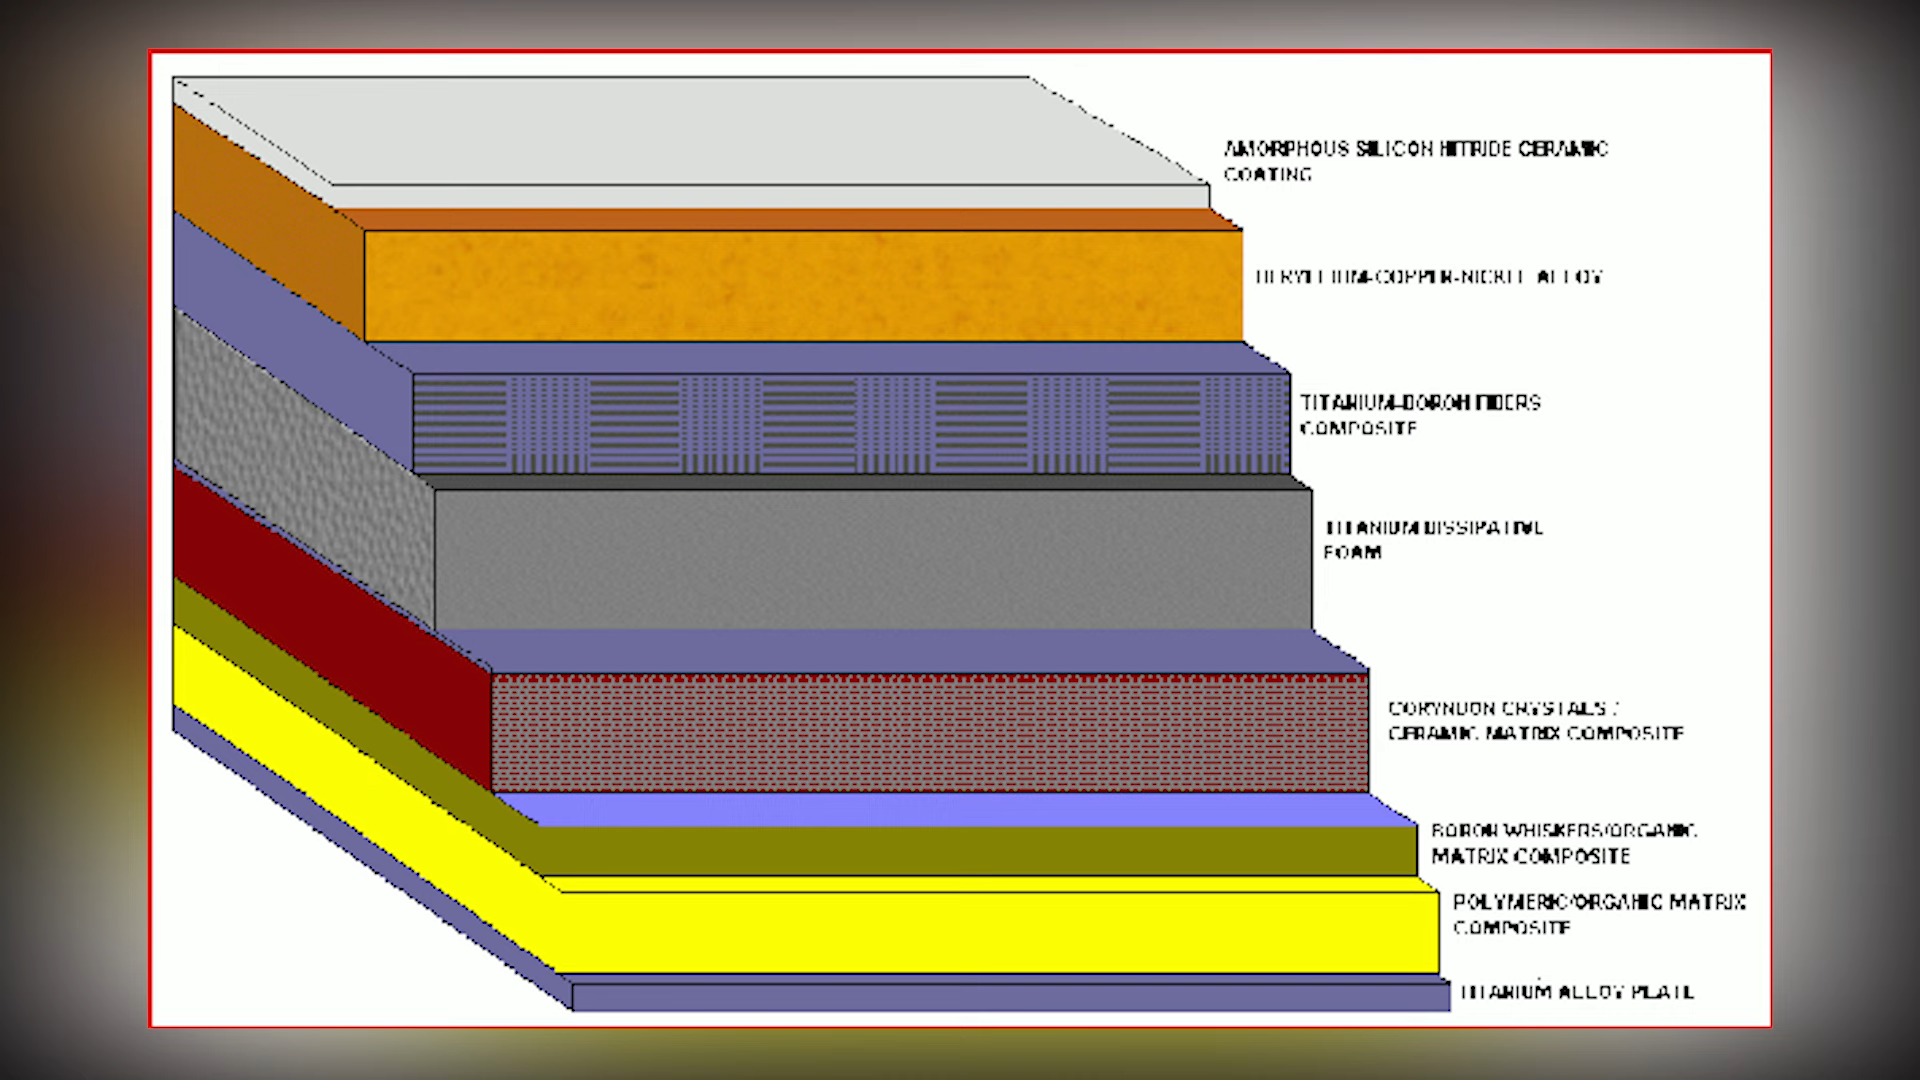 AMORPHOUS SILICON NITRIDE CERAMIC
COATING
BERYLLIUM-COPPER-NICKEL ALLOY
TITANIUM-BORON FIBERS
COMPOSITE
TITANIUM DISSIPATIVE
FOAM
CORYNDON CRYSTALS /
CERAMIC MATRIX COMPOSITE
BORON WHISKERS/ORGANIC
MATRIX COMPOSITE
POLYMERIC/ORGANIC MATRIX
COMPOSITE
TITANIUM ALLOY PLATE